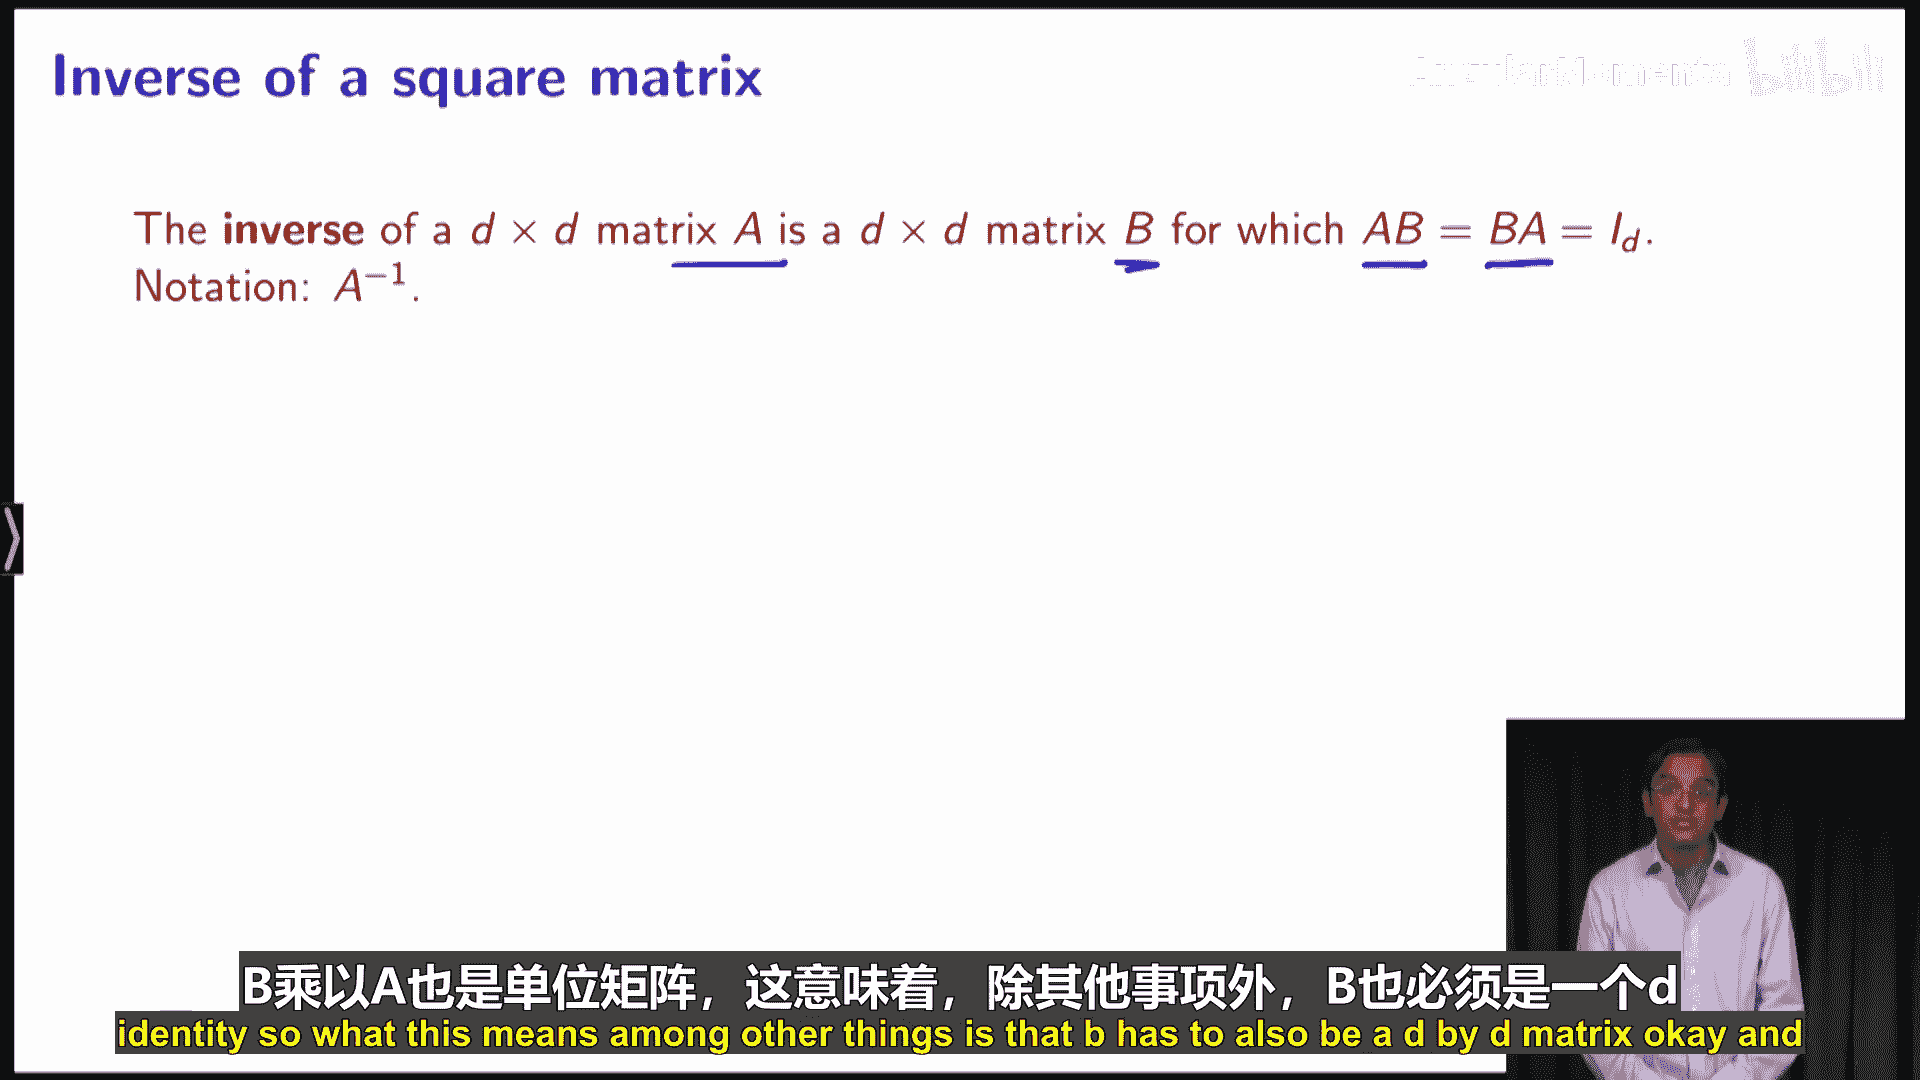 Inverse of a square matrix
bilibili
The inverse of a d × d matrix A is a d × d matrix B for which AB = BA = I_d.
Notation: A⁻¹.
B乘以A也是单位矩阵，这意味着，除其他事项外，B也必须是一个d
identity so what this means among other things is that b has to also be a d by d matrix okay and